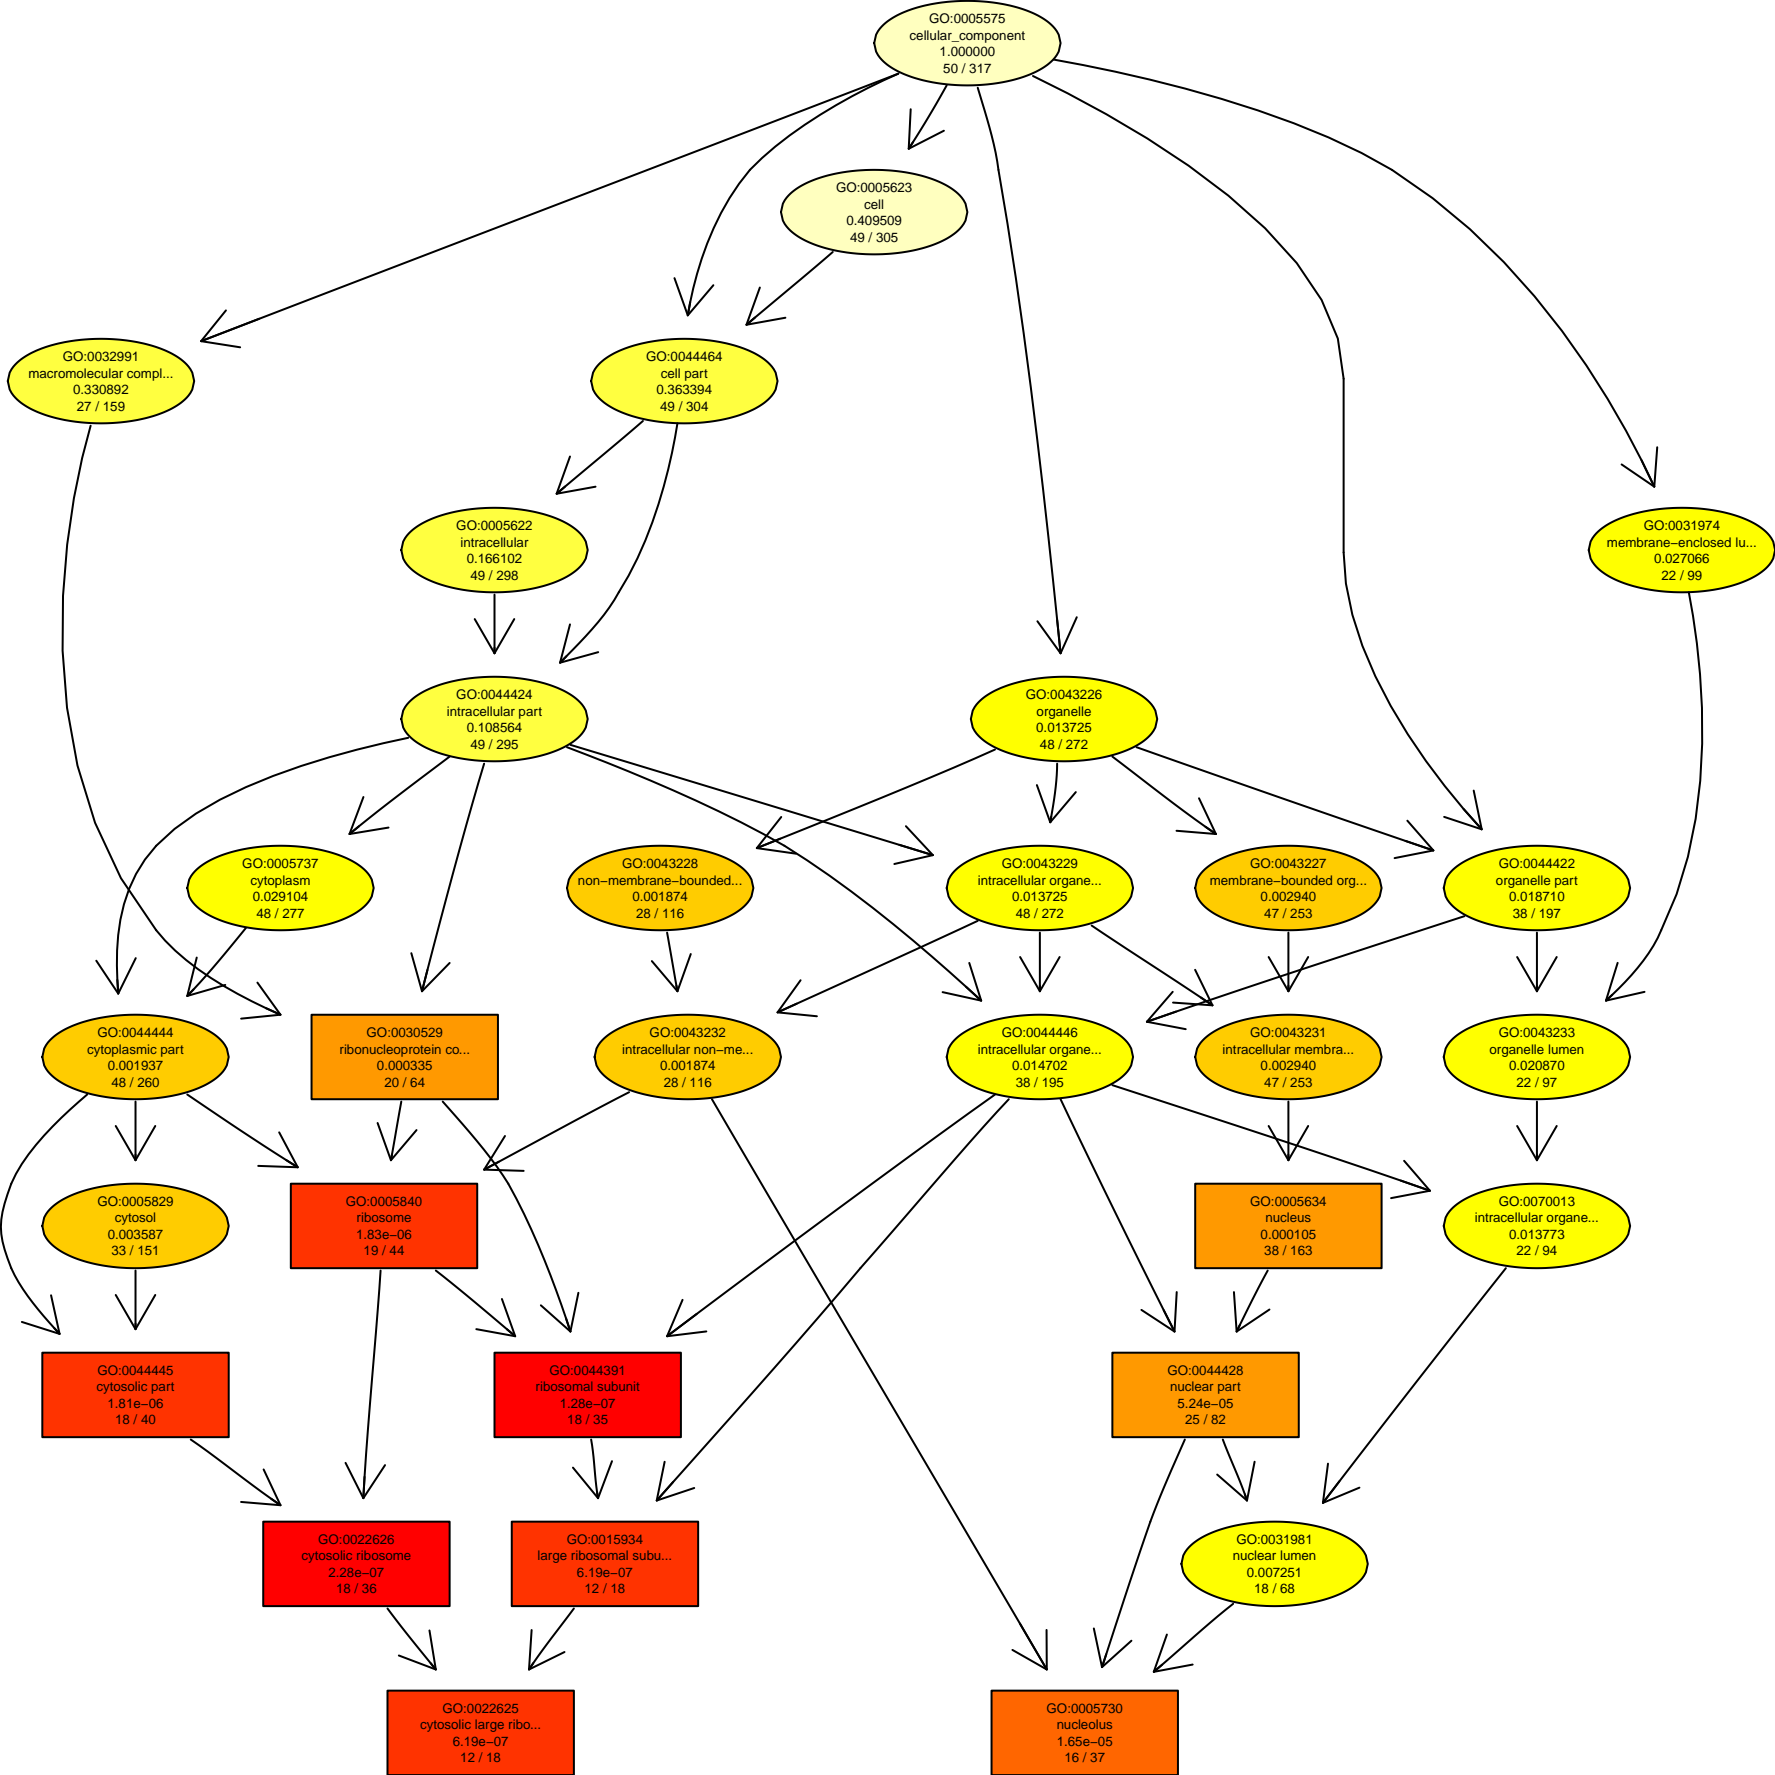 GO:0005575
cellular_component
1.000000
50 / 317
GO:0005623
cell
0.409509
49 / 305
GO:0032991
macromolecular compl...
0.330892
27 / 159
GO:0044464
cell part
0.363394
49 / 304
GO:0005622
intracellular
0.166102
49 / 298
GO:0031974
membrane−enclosed lu...
0.027066
22 / 99
GO:0044424
intracellular part
0.108564
49 / 295
GO:0043226
organelle
0.013725
48 / 272
GO:0005737
cytoplasm
0.029104
48 / 277
GO:0043228
non−membrane−bounded...
0.001874
28 / 116
GO:0043229
intracellular organe...
0.013725
48 / 272
GO:0043227
membrane−bounded org...
0.002940
47 / 253
GO:0044422
organelle part
0.018710
38 / 197
GO:0044444
cytoplasmic part
0.001937
48 / 260
GO:0030529
ribonucleoprotein co...
0.000335
20 / 64
GO:0043232
intracellular non−me...
0.001874
28 / 116
GO:0044446
intracellular organe...
0.014702
38 / 195
GO:0043231
intracellular membra...
0.002940
47 / 253
GO:0043233
organelle lumen
0.020870
22 / 97
GO:0005829
cytosol
0.003587
33 / 151
GO:0005840
ribosome
1.83e−06
19 / 44
GO:0005634
nucleus
0.000105
38 / 163
GO:0070013
intracellular organe...
0.013773
22 / 94
GO:0044445
cytosolic part
1.81e−06
18 / 40
GO:0044391
ribosomal subunit
1.28e−07
18 / 35
GO:0044428
nuclear part
5.24e−05
25 / 82
GO:0022626
cytosolic ribosome
2.28e−07
18 / 36
GO:0015934
large ribosomal subu...
6.19e−07
12 / 18
GO:0031981
nuclear lumen
0.007251
18 / 68
GO:0022625
cytosolic large ribo...
6.19e−07
12 / 18
GO:0005730
nucleolus
1.65e−05
16 / 37